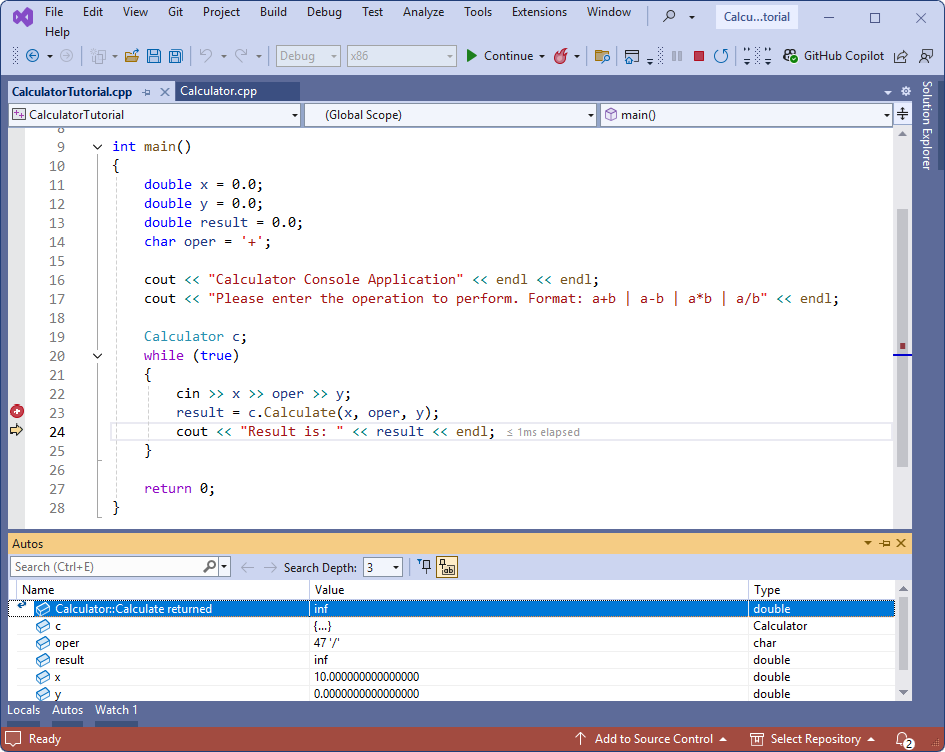 File Edit View Git Project Build Debug Test Analyze Tools Extensions Window Calcu...torial
Help
Debug x86 Continue GitHub Copilot
CalculatorTutorial.cpp Calculator.cpp
CalculatorTutorial (Global Scope) main()
Solution Explorer
8
9 int main()
10 {
11 double x = 0.0;
12 double y = 0.0;
13 double result = 0.0;
14 char oper = '+';
15
16 cout << "Calculator Console Application" << endl << endl;
17 cout << "Please enter the operation to perform. Format: a+b | a-b | a*b | a/b" << endl;
18
19 Calculator c;
20 while (true)
21 {
22 cin >> x >> oper >> y;
23 result = c.Calculate(x, oper, y);
24 cout << "Result is: " << result << endl; ≤ 1ms elapsed
25 }
26
27 return 0;
28 }
Autos
Search (Ctrl+E) Search Depth: 3
Name Value Type
Calculator::Calculate returned inf double
c {...} Calculator
oper 47 '/' char
result inf double
x 10.000000000000000 double
y 0.0000000000000000 double
Locals Autos Watch 1
Ready Add to Source Control Select Repository 2